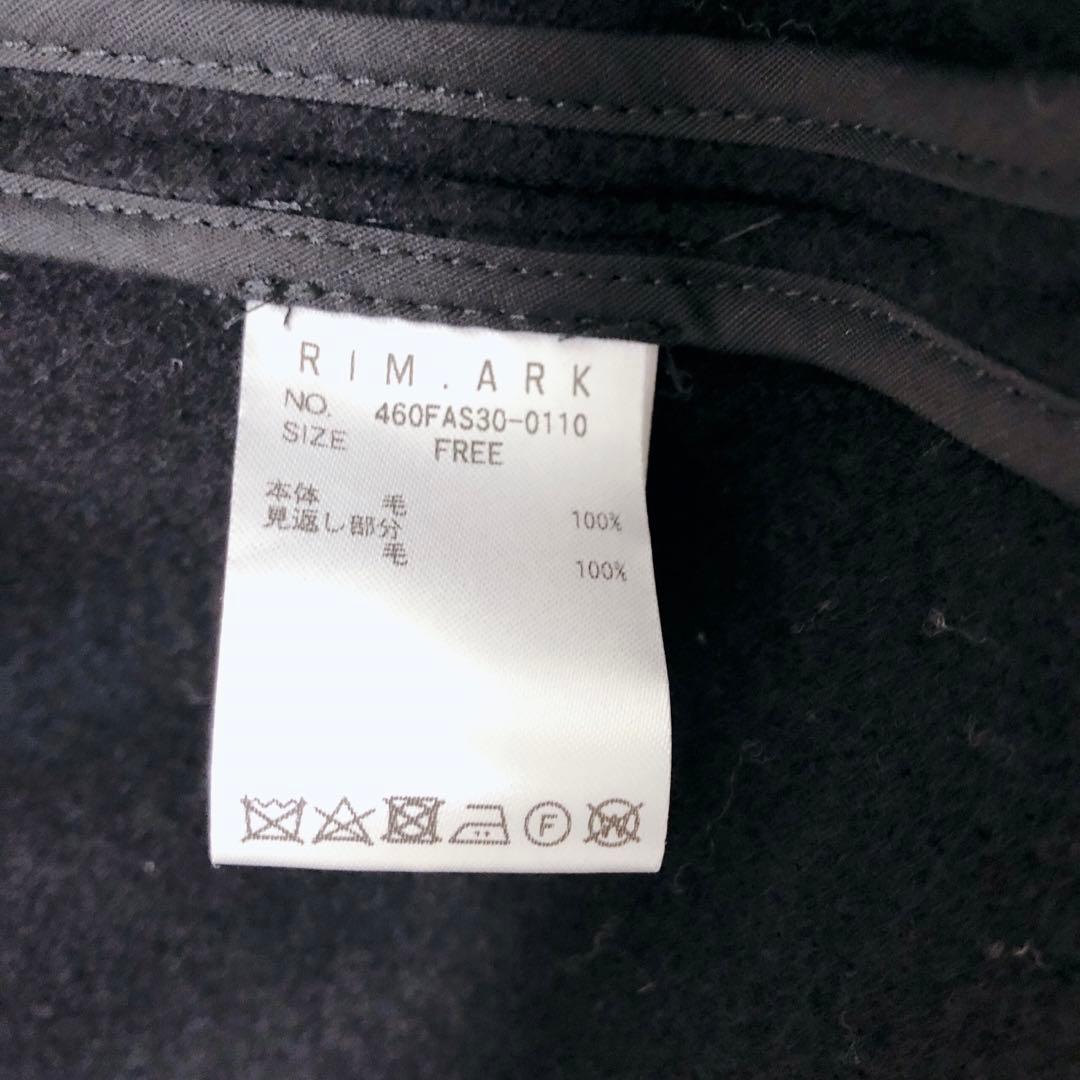 RIM.ARK
NO. 460FAS30-0110
SIZE FREE
本体 毛 100%
見返し部分
毛 100%
F W